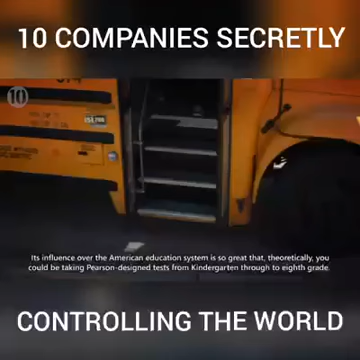 10 COMPANIES SECRETLY
10
Its influence over the American education system is so great that, theoretically, you
could be taking Pearson-designed tests from Kindergarten through to eighth grade.
CONTROLLING THE WORLD